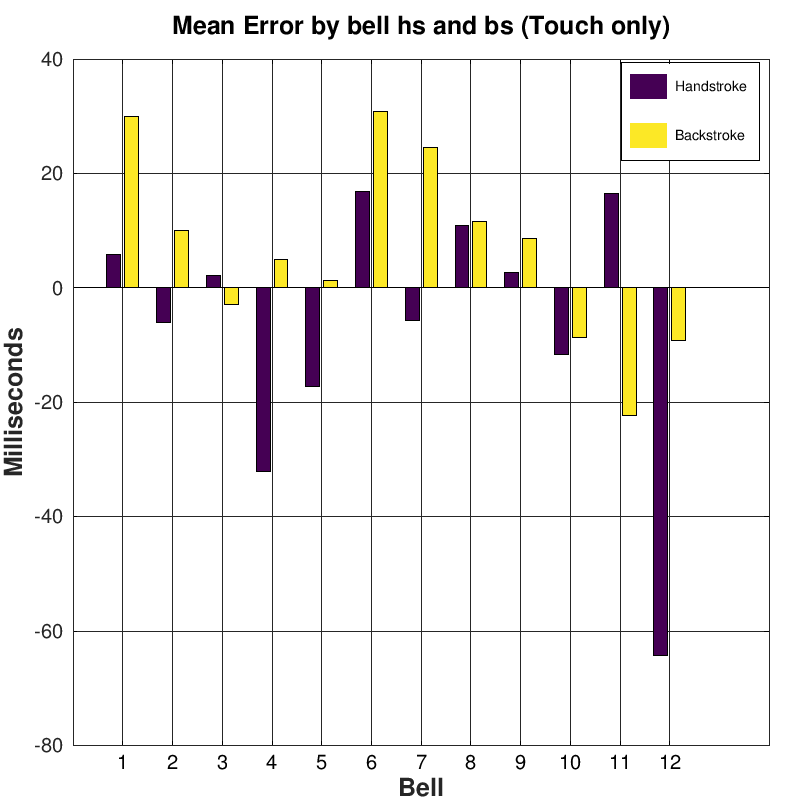 Mean Error by bell hs and bs (Touch only)
Handstroke
Backstroke
40
20
0
-20
-40
-60
-80
Milliseconds
1 2 3 4 5 6 7 8 9 10 11 12
Bell